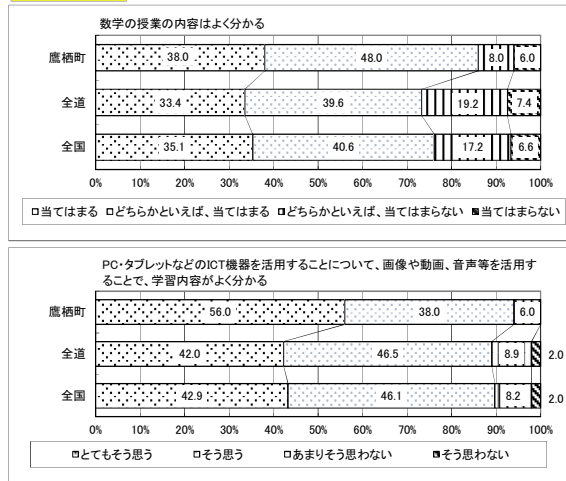 数学の授業の内容はよく分かる
鷹栖町 38.0 48.0 8.0 6.0
全道 33.4 39.6 19.2 7.4
全国 35.1 40.6 17.2 6.6
0% 10% 20% 30% 40% 50% 60% 70% 80% 90% 100%
当てはまる どちらかといえば、当てはまる どちらかといえば、当てはまらない 当てはまらない
PC・タブレットなどのICT機器を活用することについて、画像や動画、音声等を活用す
ることで、学習内容がよく分かる
鷹栖町 56.0 38.0 6.0
全道 42.0 46.5 8.9 2.0
全国 42.9 46.1 8.2 2.0
0% 10% 20% 30% 40% 50% 60% 70% 80% 90% 100%
とてもそう思う そう思う あまりそう思わない そう思わない